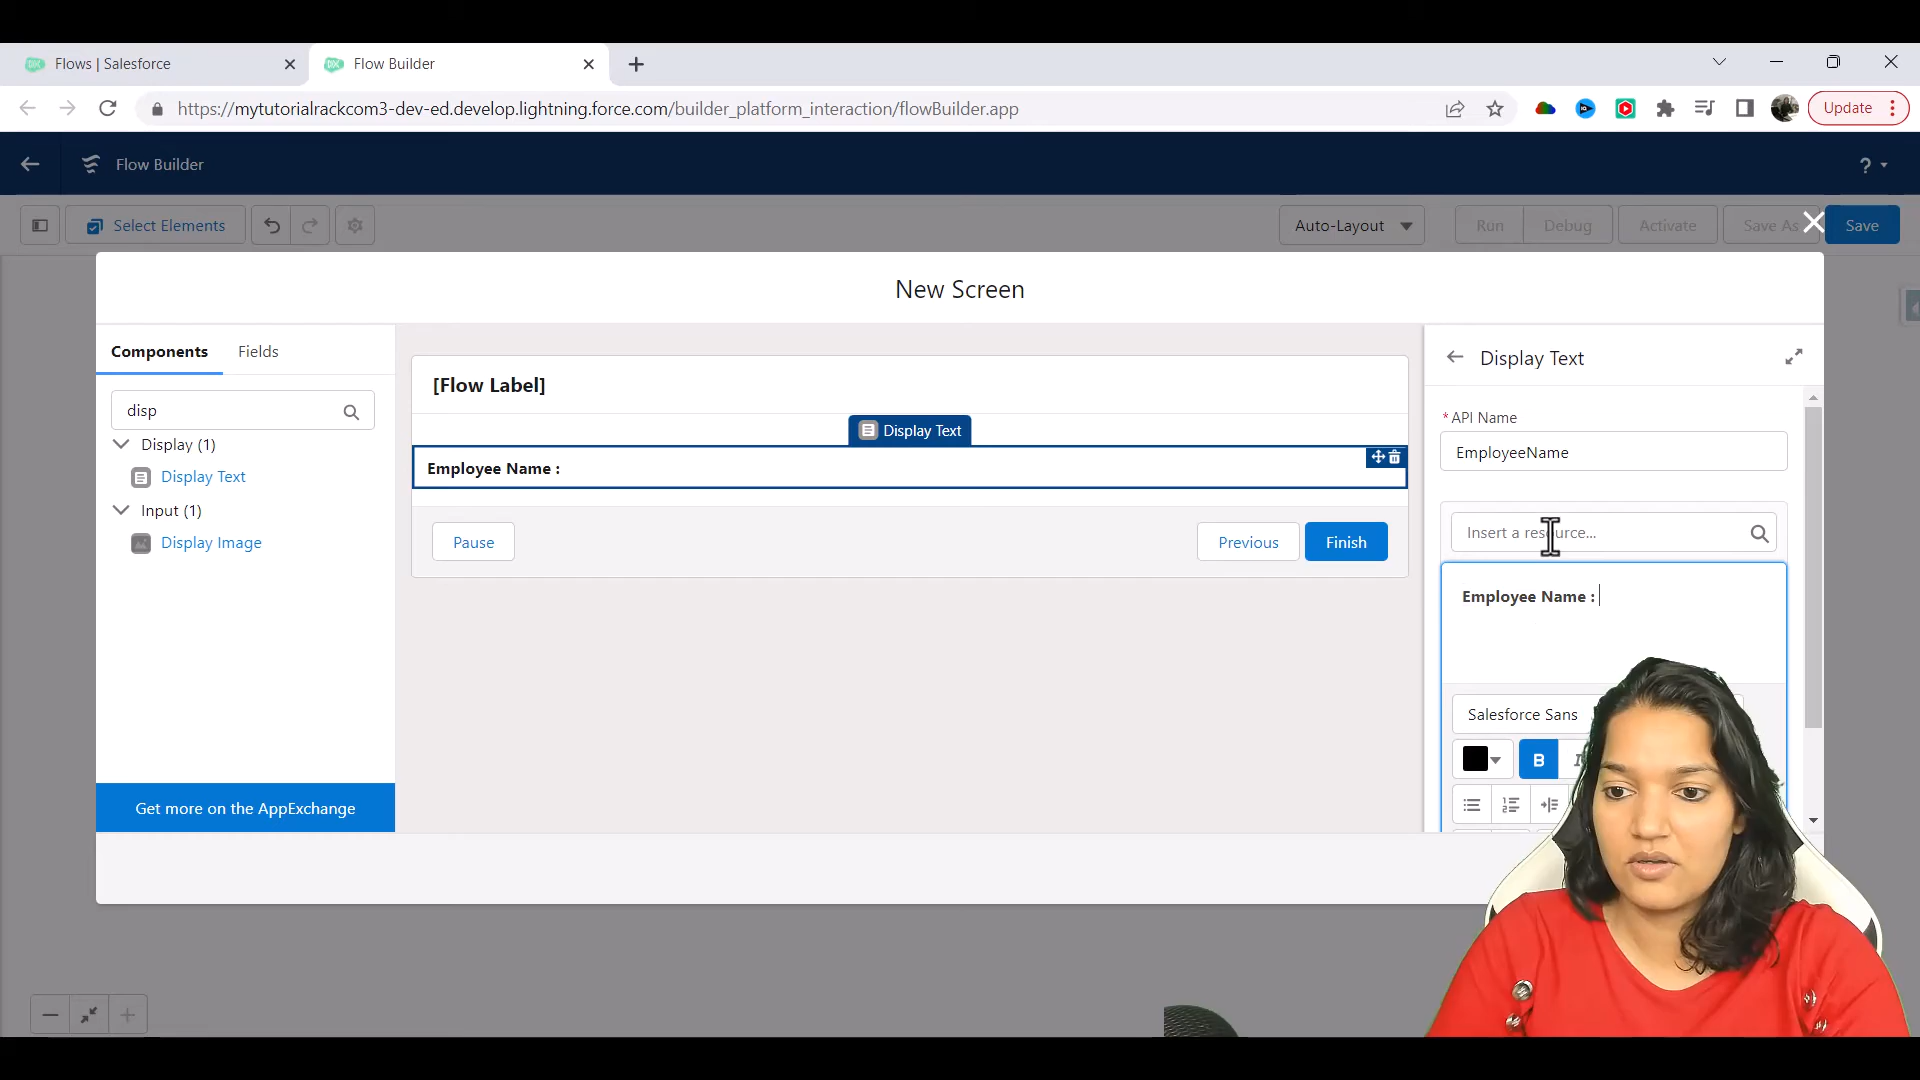 Flows | Salesforce
Flow Builder
https://mytutorialrackcom3-dev-ed.develop.lightning.force.com/builder_platform_interaction/flowBuilder.app
Update
Flow Builder
?
Select Elements
Auto-Layout
Run
Debug
Activate
Save As
Save
New Screen
Components
Fields
disp
Display (1)
Display Text
Input (1)
Display Image
Get more on the AppExchange
[Flow Label]
Display Text
Employee Name :
Pause
Previous
Finish
Display Text
* API Name
EmployeeName
Insert a resource...
Employee Name :
Salesforce Sans
B
I